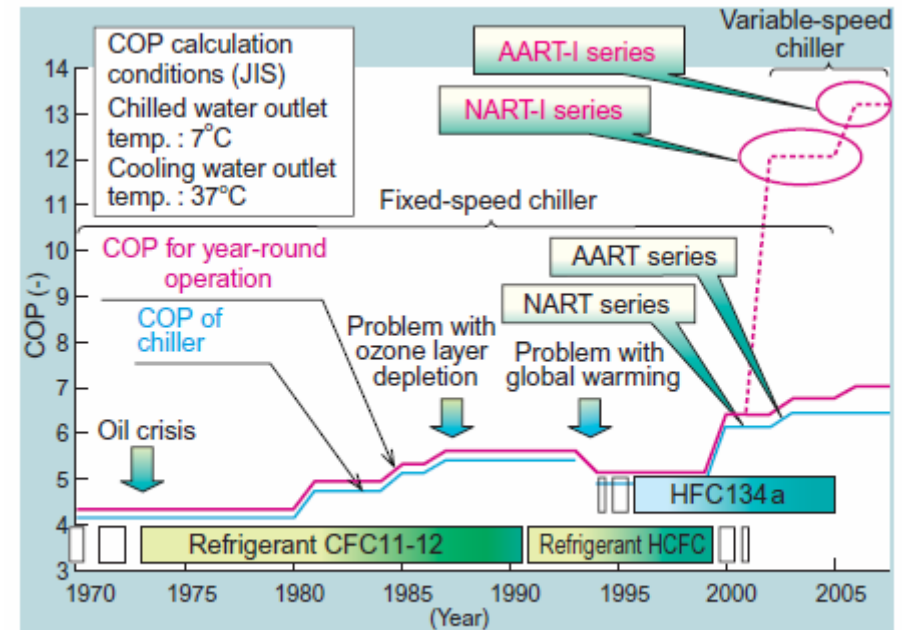 Variable-speed
chiller
COP calculation
conditions (JIS)
Chilled water outlet
temp. : 7°C
Cooling water outlet
temp. : 37°C
AART-I series
NART-I series
Fixed-speed chiller
COP for year-round
operation
COP of
chiller
AART series
NART series
Problem with
ozone layer
depletion
Problem with
global warming
Oil crisis
HFC134a
Refrigerant CFC11-12
Refrigerant HCFC
COP (-)
14
13
12
11
10
9
8
7
6
5
4
3
1970 1975 1980 1985 1990 1995 2000 2005
(Year)